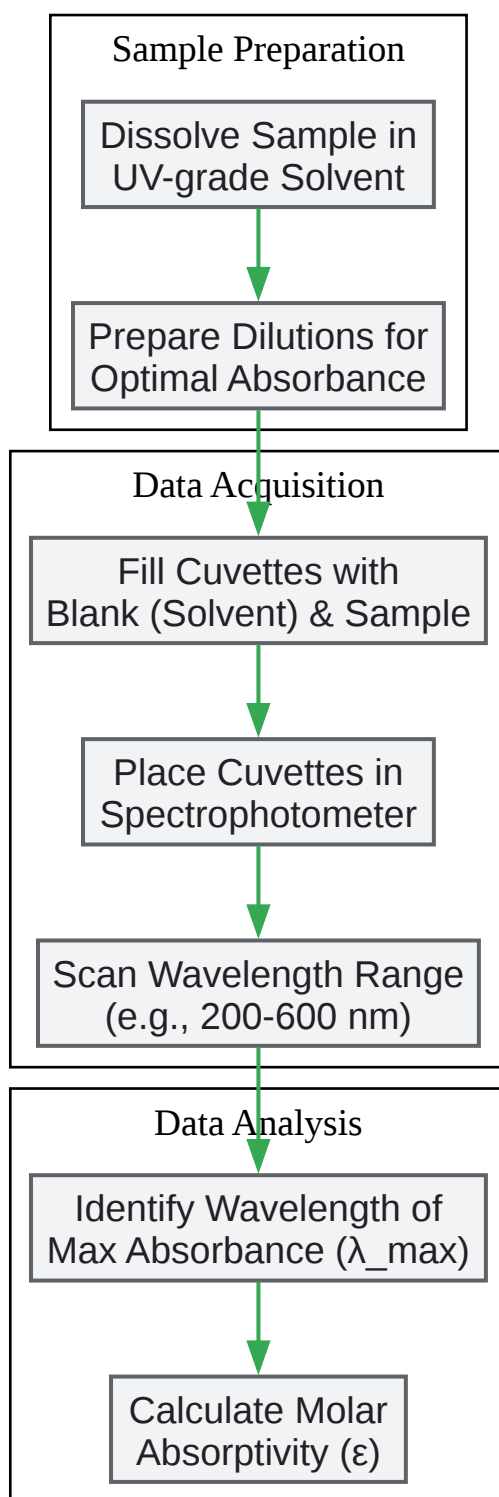 Sample Preparation
Dissolve Sample in
UV-grade Solvent
Prepare Dilutions for
Optimal Absorbance
Data Acquisition
Fill Cuvettes with
Blank (Solvent) & Sample
Place Cuvettes in
Spectrophotometer
Scan Wavelength Range
(e.g., 200-600 nm)
Data Analysis
Identify Wavelength of
Max Absorbance (λ_max)
Calculate Molar
Absorptivity (ε)